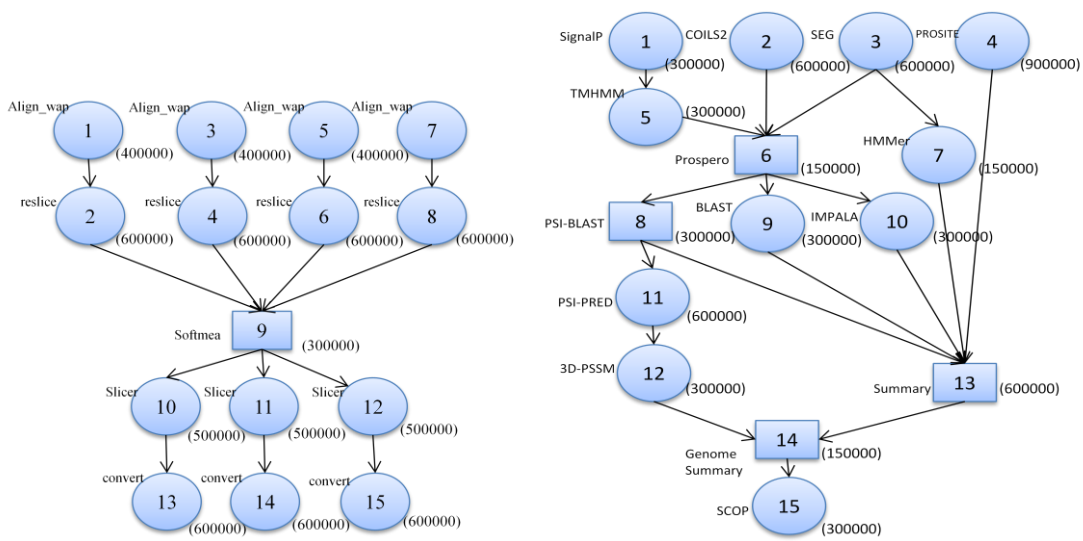 Align_wap 1 (400000)
Align_wap 3 (400000)
Align_wap 5 (400000)
Align_wap 7 (400000)
reslice 2 (600000)
reslice 4 (600000)
reslice 6 (600000)
reslice 8 (600000)
Softmea 9 (300000)
Slicer 10 (500000)
Slicer 11 (500000)
Slicer 12 (500000)
convert 13 (600000)
convert 14 (600000)
convert 15 (600000)
SignalP 1 (300000)
COILS2 2 (600000)
SEG 3 (600000)
PROSITE 4 (900000)
TMHMM 5 (300000)
Prospero 6 (150000)
HMMer 7 (150000)
PSI-BLAST 8 (300000)
BLAST 9 (300000)
IMPALA 10 (300000)
PSI-PRED 11 (600000)
3D-PSSM 12 (300000)
Summary 13 (600000)
Genome
Summary
14 (150000)
SCOP 15 (300000)